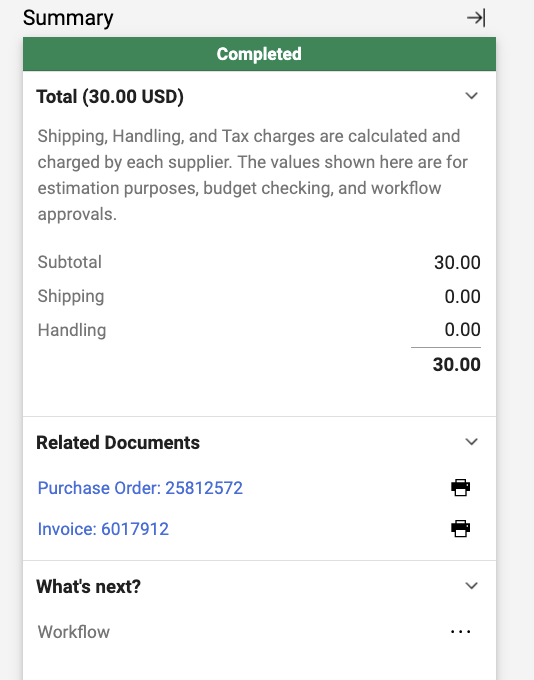 Summary
Completed
Total (30.00 USD)
Shipping, Handling, and Tax charges are calculated and
charged by each supplier. The values shown here are for
estimation purposes, budget checking, and workflow
approvals.
Subtotal 30.00
Shipping 0.00
Handling 0.00
30.00
Related Documents
Purchase Order: 25812572
Invoice: 6017912
What's next?
Workflow ...